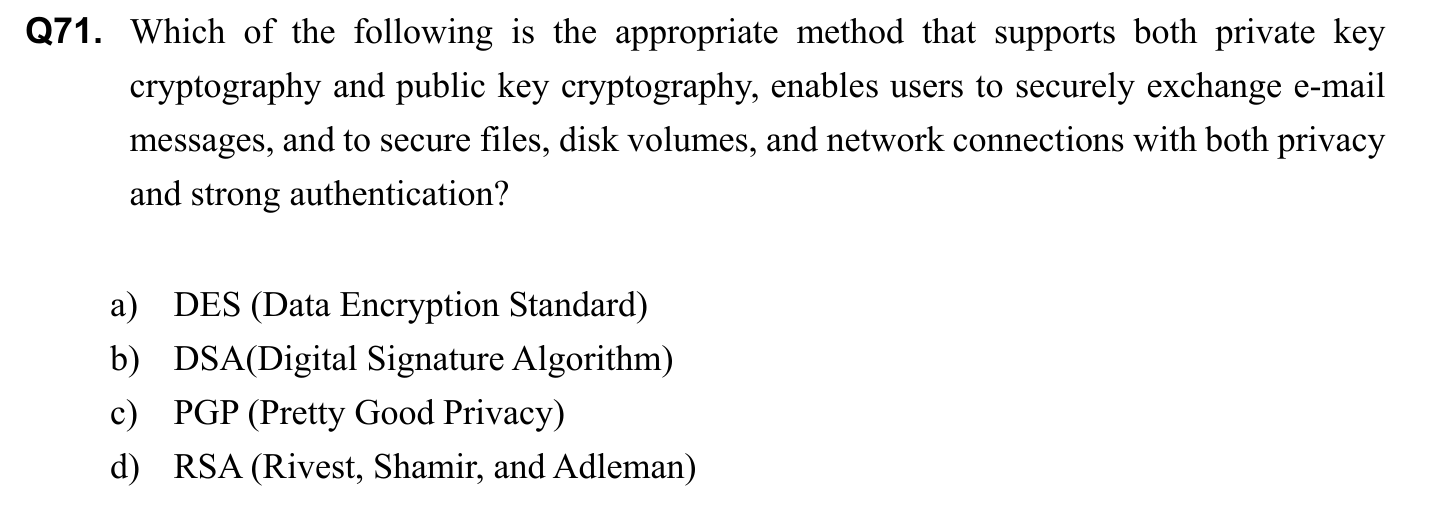 Q71. Which of the following is the appropriate method that supports both private key
cryptography and public key cryptography, enables users to securely exchange e-mail
messages, and to secure files, disk volumes, and network connections with both privacy
and strong authentication?
a) DES (Data Encryption Standard)
b) DSA(Digital Signature Algorithm)
c) PGP (Pretty Good Privacy)
d) RSA (Rivest, Shamir, and Adleman)